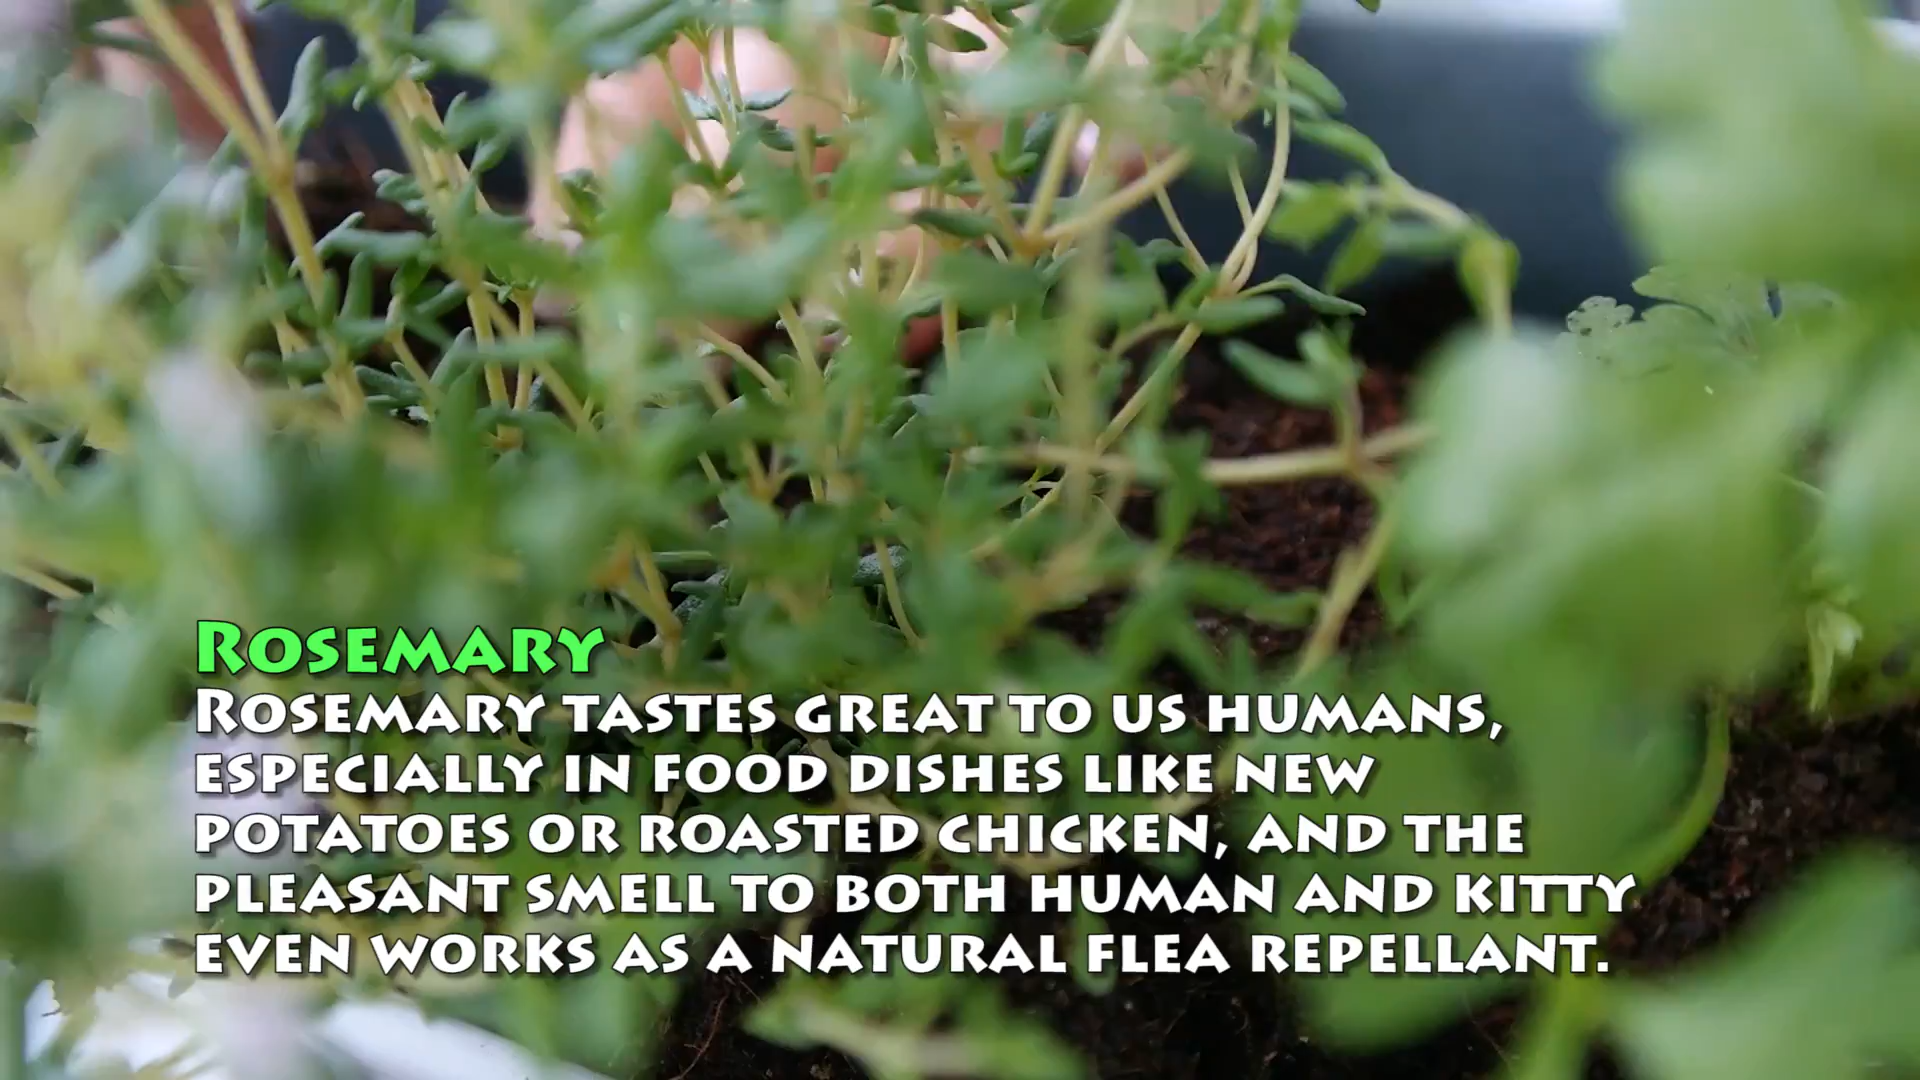 Rosemary
Rosemary tastes great to us humans,
especially in food dishes like new
potatoes or roasted chicken, and the
pleasant smell to both human and kitty
even works as a natural flea repellant.